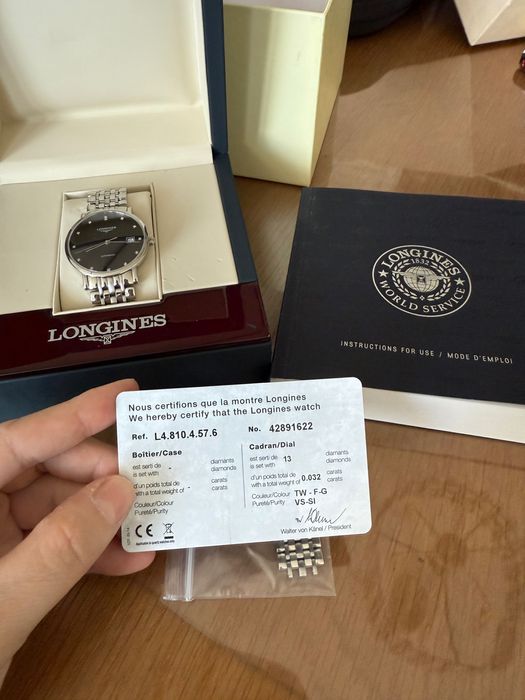 LONGINES
LONGINES
LONGINES
1832
WORLD SERVICE
INSTRUCTIONS FOR USE / MODE D'EMPLOI
Nous certifions que la montre Longines
We hereby certify that the Longines watch
Ref. L4.810.4.57.6 No. 42891622
Boîtier/Case Cadran/Dial
est serti de - diamants est serti de 13 diamants
is set with diamonds is set with diamonds
d'un poids total de - carats d'un poids total de 0.032 carats
with a total weight of carats with a total weight of carats
Couleur/Colour Couleur/Colour TW - F-G
Pureté/Purity Pureté/Purity VS-SI
CE
Walter von Känel / President